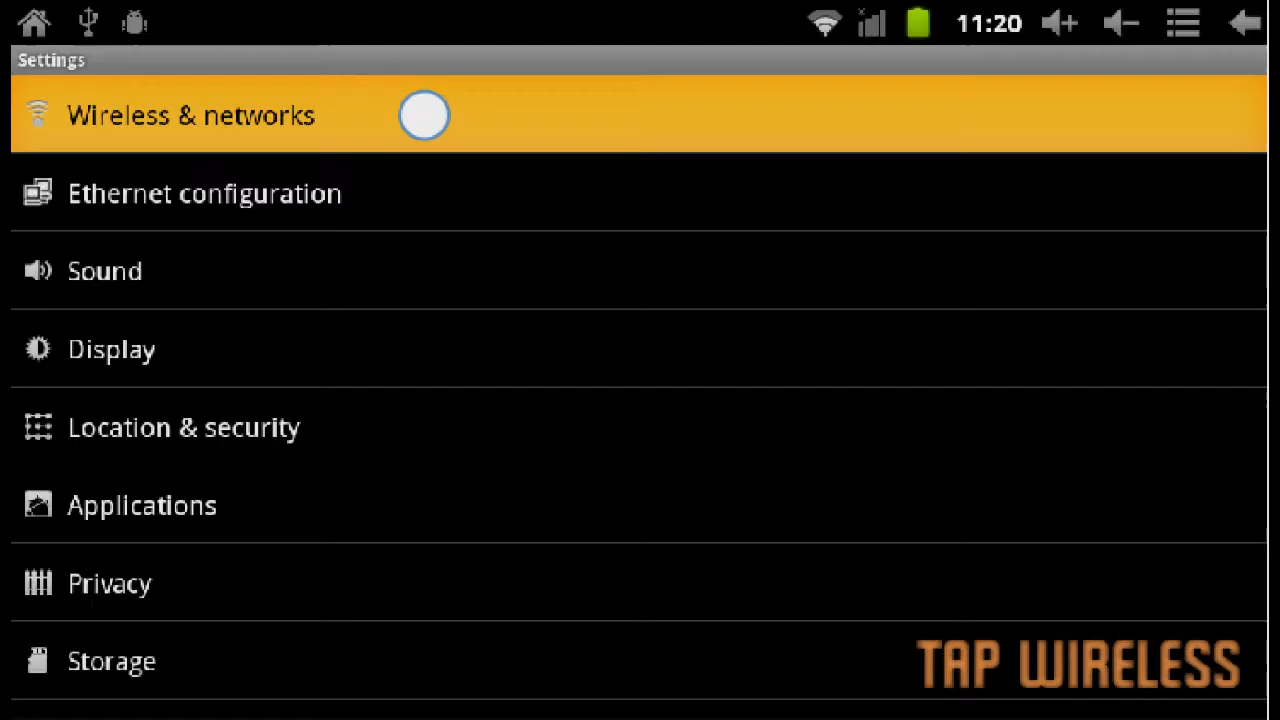 11:20
Settings
Wireless & networks
Ethernet configuration
Sound
Display
Location & security
Applications
Privacy
Storage
TAP WIRELESS